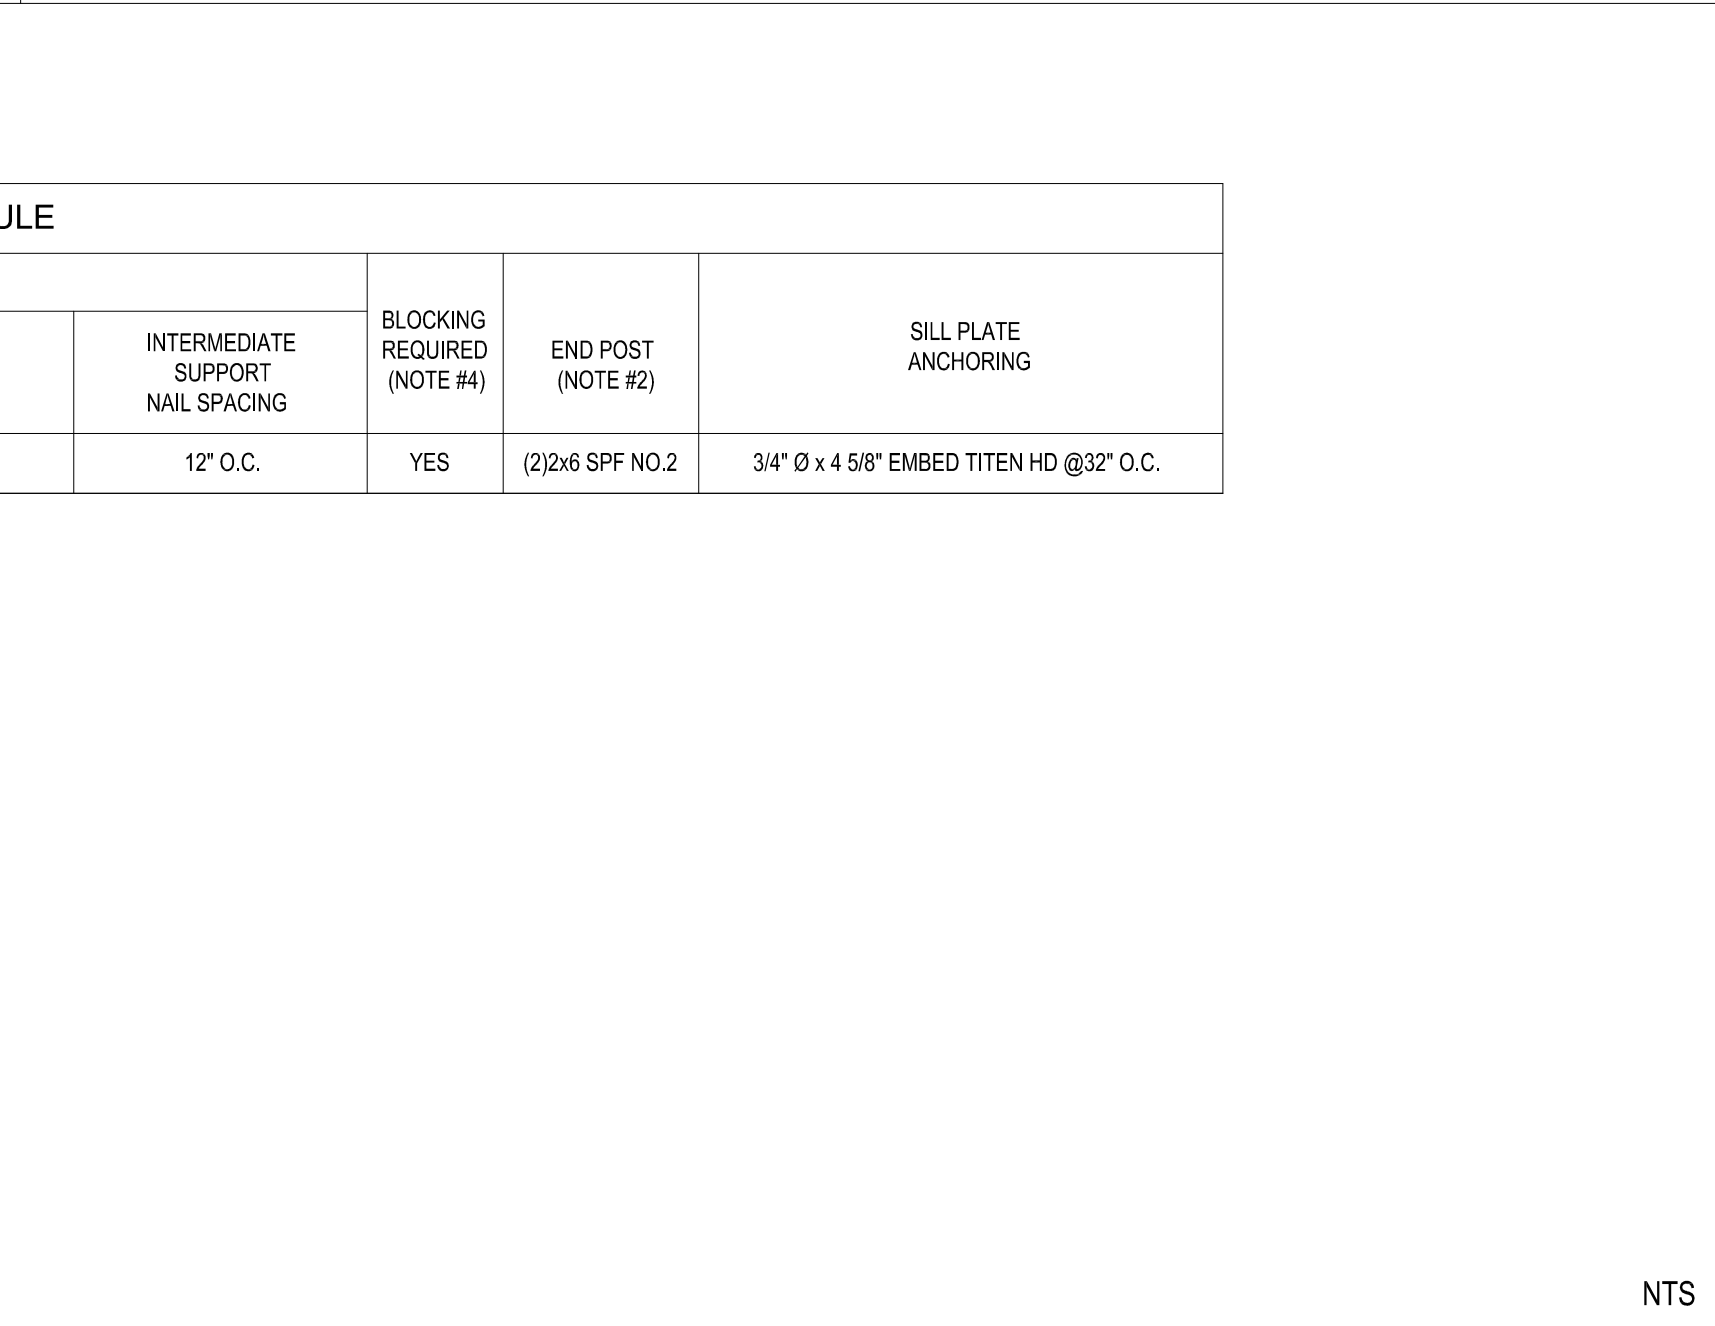 ULE
INTERMEDIATE
SUPPORT
NAIL SPACING
BLOCKING
REQUIRED
(NOTE #4)
END POST
(NOTE #2)
SILL PLATE
ANCHORING
12" O.C.
YES
(2)2x6 SPF NO.2
3/4" Ø x 4 5/8" EMBED TITEN HD @32" O.C.
NTS